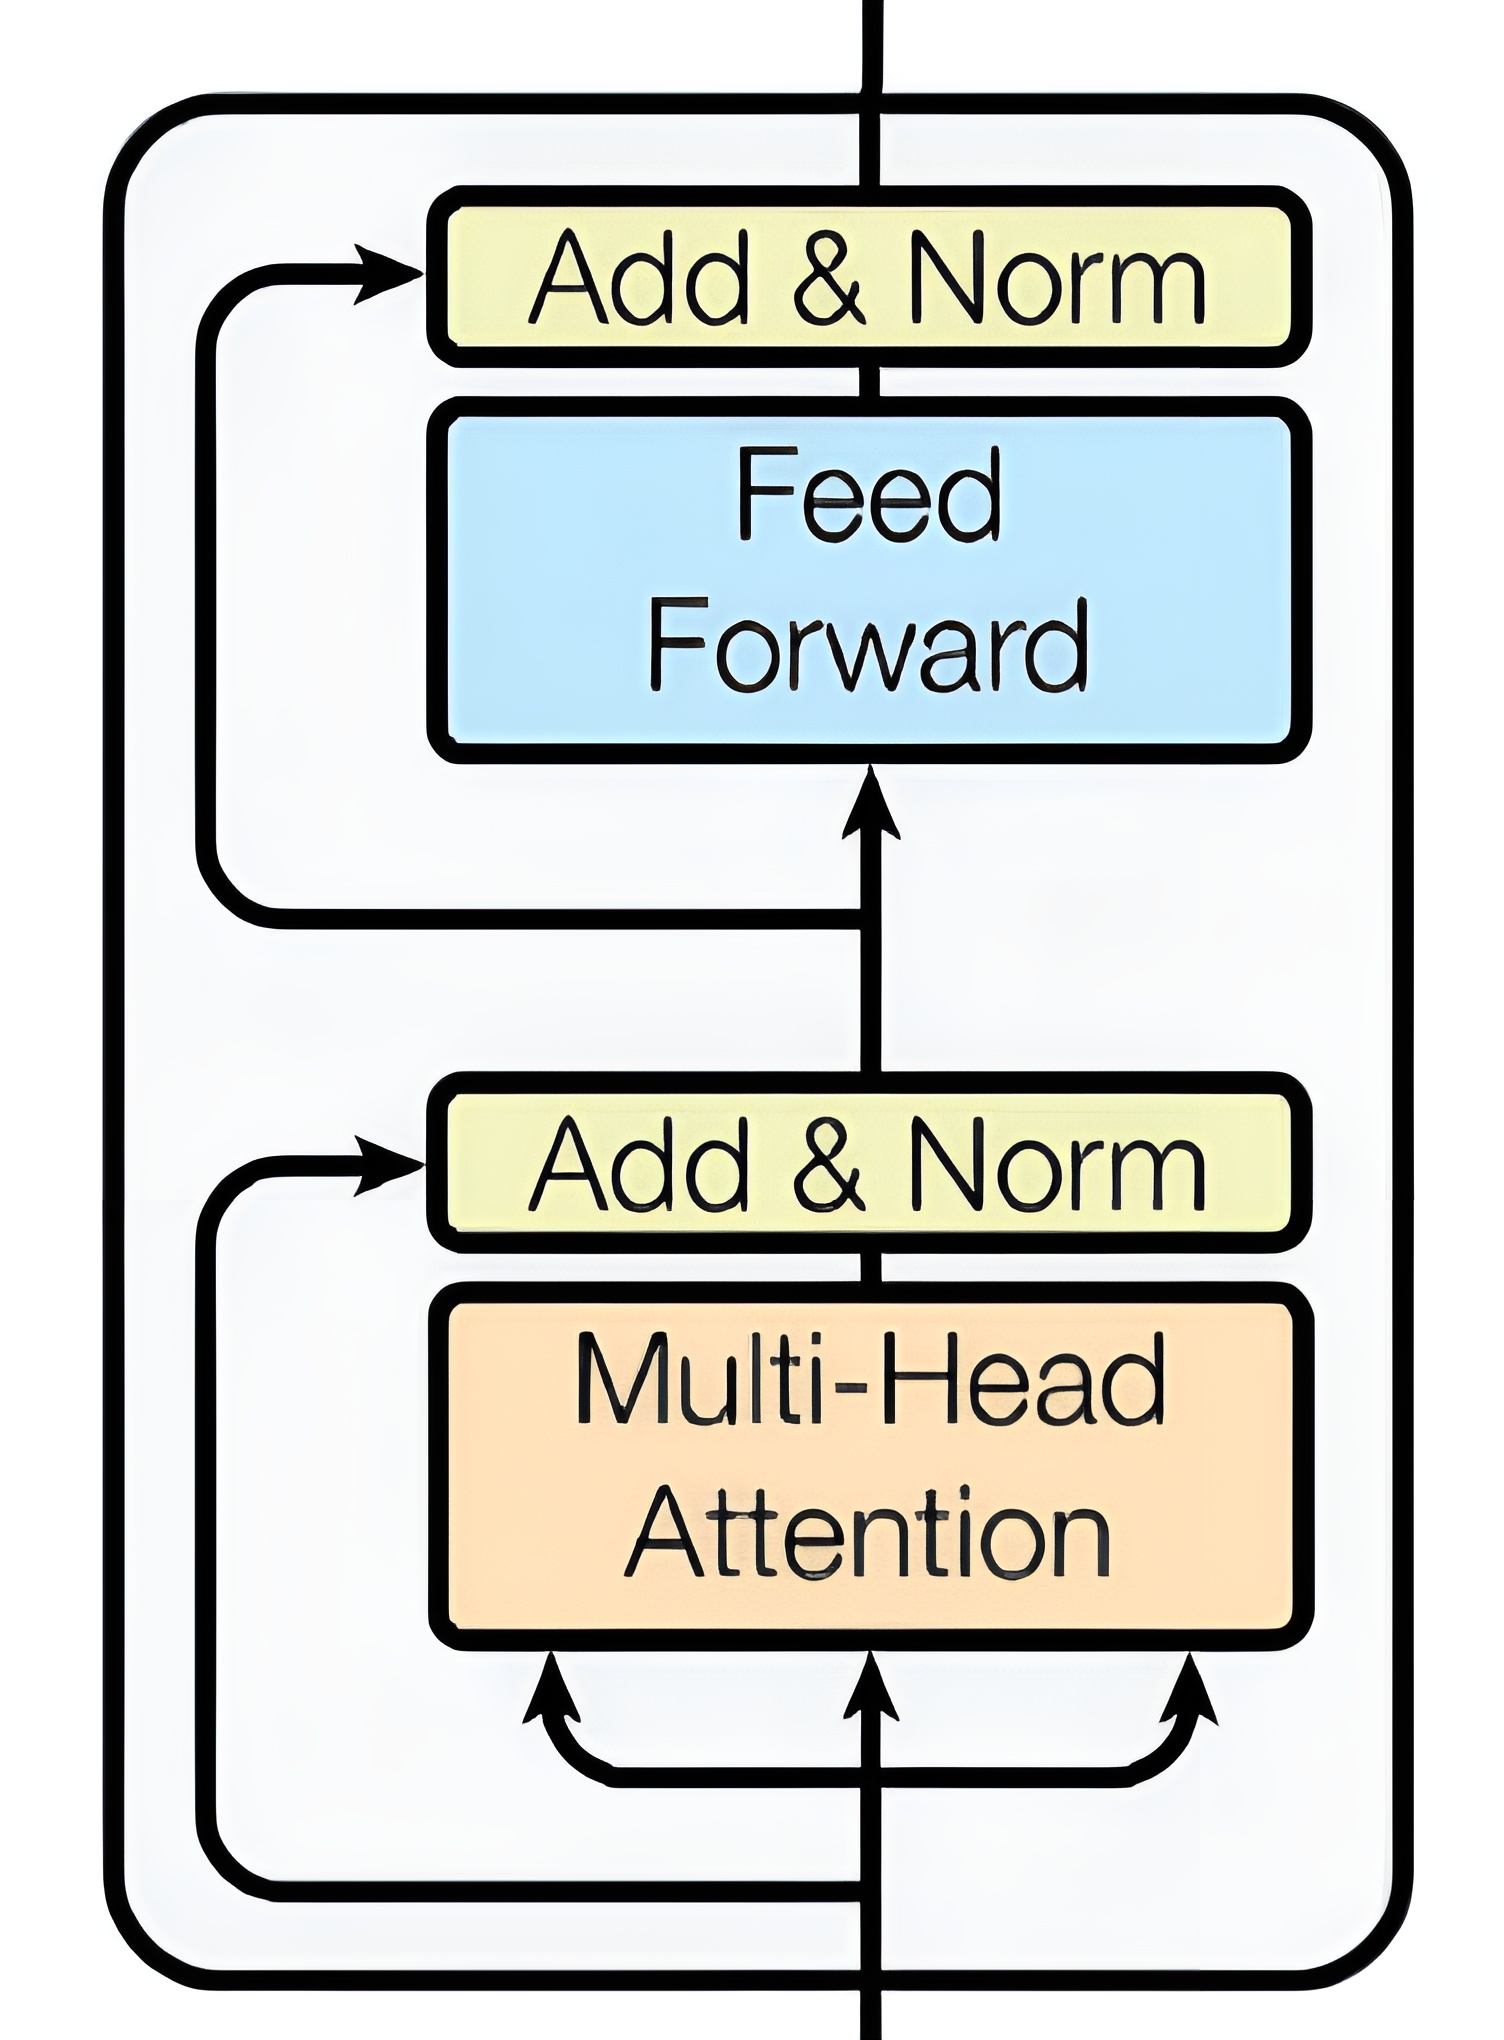 Add & Norm
Feed
Forward
Add & Norm
Multi-Head
Attention